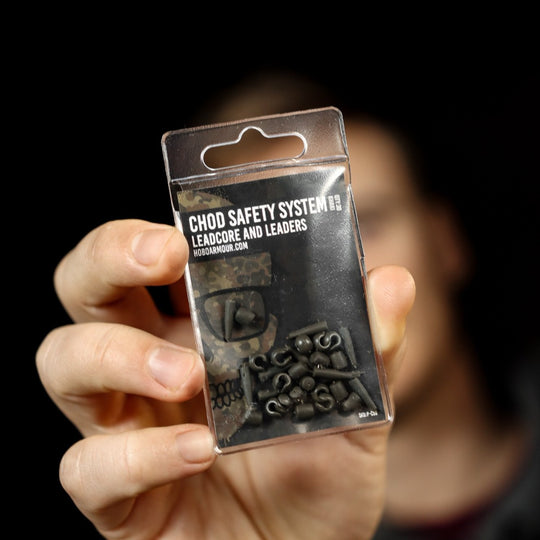 CHOD SAFETY SYSTEM
LEADCORE AND LEADERS
HOBOARMOUR.COM